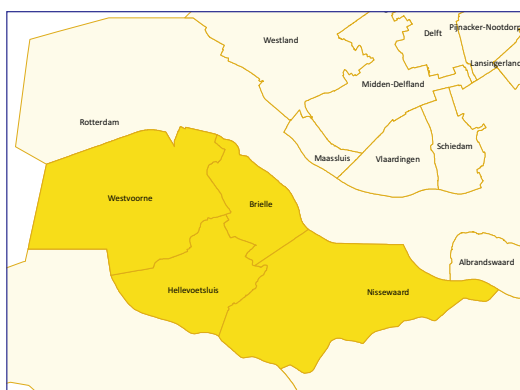 Pijnacker-Nootdorp
Delft
Westland
Lansingerland
Midden-Delfland
Rotterdam
Schiedam
Maassluis
Vlaardingen
Westvoorne
Brielle
Albrandswaard
Hellevoetsluis
Nissewaard